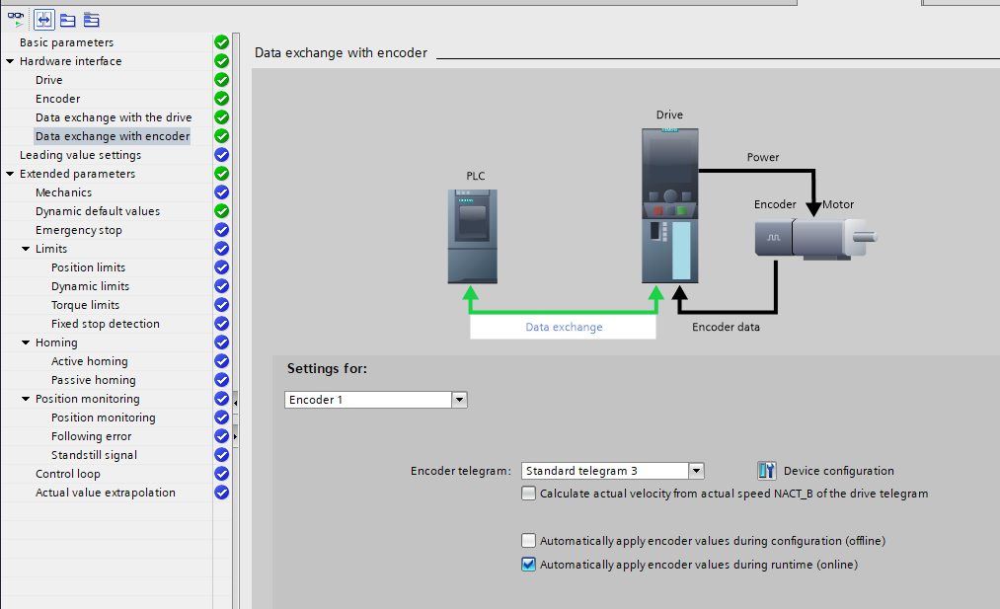 Basic parameters
Hardware interface
Drive
Encoder
Data exchange with the drive
Data exchange with encoder
Leading value settings
Extended parameters
Mechanics
Dynamic default values
Emergency stop
Limits
Position limits
Dynamic limits
Torque limits
Fixed stop detection
Homing
Active homing
Passive homing
Position monitoring
Position monitoring
Following error
Standstill signal
Control loop
Actual value extrapolation
Data exchange with encoder
Drive
Power
PLC
Encoder
Motor
Data exchange
Encoder data
Settings for:
Encoder 1
Encoder telegram:
Standard telegram 3
Device configuration
Calculate actual velocity from actual speed NACT_B of the drive telegram
Automatically apply encoder values during configuration (offline)
Automatically apply encoder values during runtime (online)